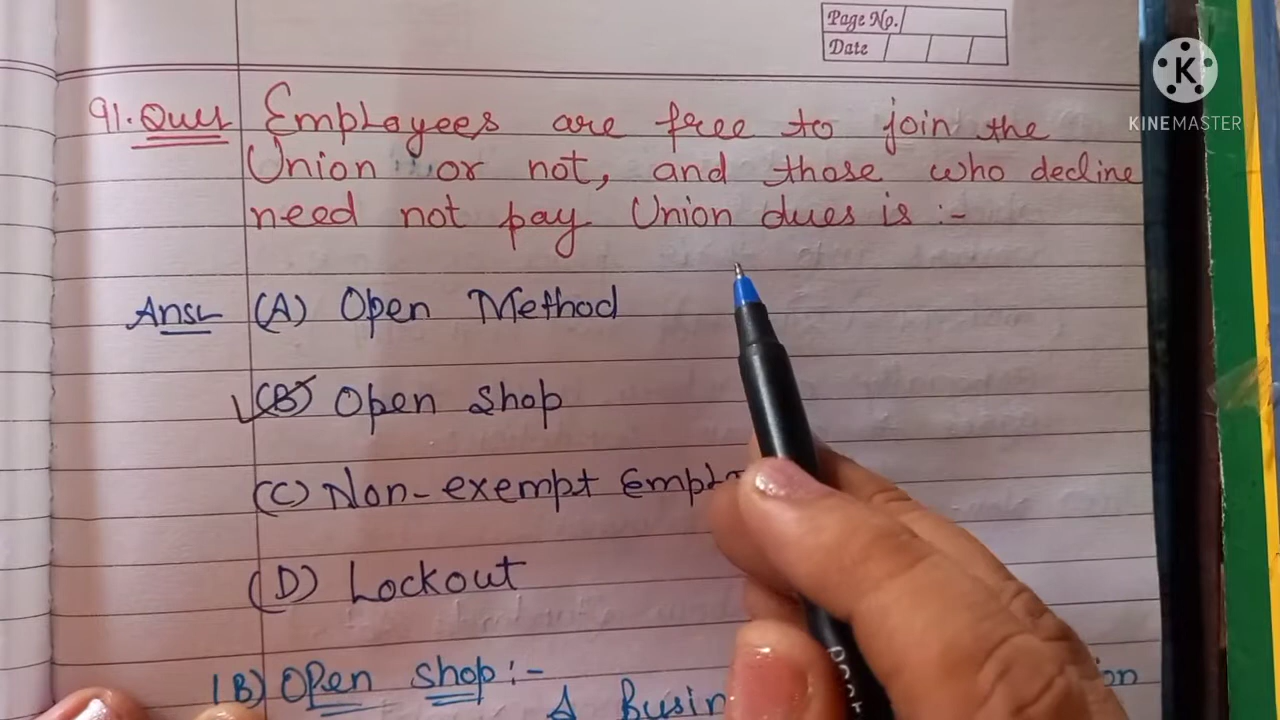 Page No.
Date
KINEMASTER
91. Ques Employees are free to join the
Union or not, and those who decline
need not pay Union dues is :-
Ans (A) Open Method
(B) Open shop
(C) Non-exempt
(D) Lockout
(B) Open shop :-
A